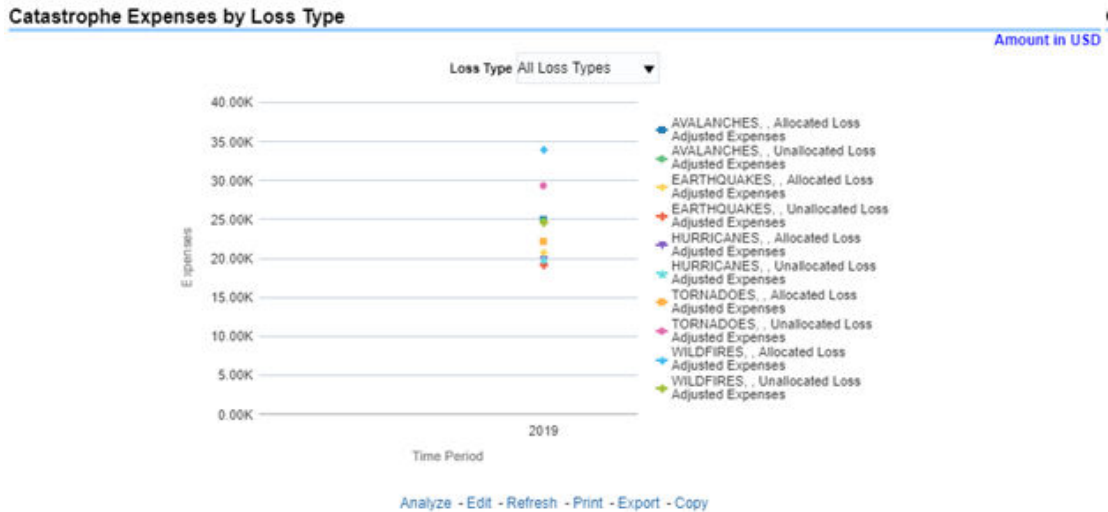 Catastrophe Expenses by Loss Type
Amount in USD
Loss Type All Loss Types
40.00K
35.00K
30.00K
25.00K
20.00K
15.00K
10.00K
5.00K
0.00K
Expenses
2019
Time Period
AVALANCHES, , Allocated Loss
Adjusted Expenses
AVALANCHES, , Unallocated Loss
Adjusted Expenses
EARTHQUAKES, , Allocated Loss
Adjusted Expenses
EARTHQUAKES, , Unallocated Loss
Adjusted Expenses
HURRICANES, , Allocated Loss
Adjusted Expenses
HURRICANES, , Unallocated Loss
Adjusted Expenses
TORNADOES, , Allocated Loss
Adjusted Expenses
TORNADOES, , Unallocated Loss
Adjusted Expenses
WILDFIRES, , Allocated Loss
Adjusted Expenses
WILDFIRES, , Unallocated Loss
Adjusted Expenses
Analyze - Edit - Refresh - Print - Export - Copy